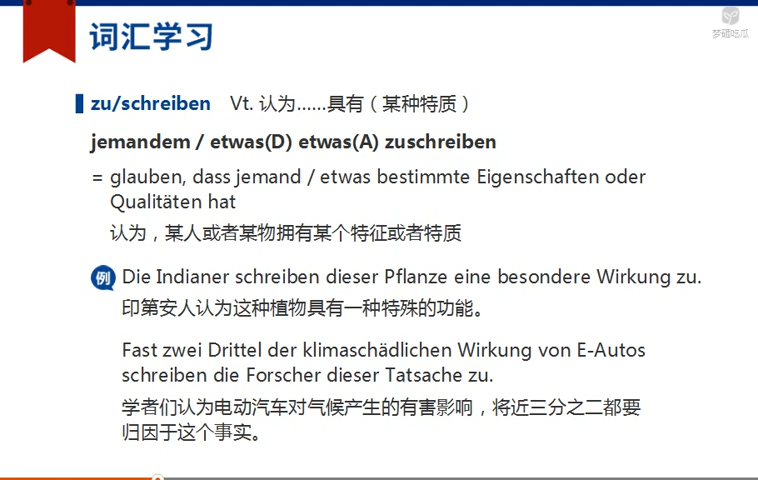 词汇学习
梦硒吃瓜
zu/schreiben Vt. 认为……具有（某种特质）
jemandem / etwas(D) etwas(A) zuschreiben
= glauben, dass jemand / etwas bestimmte Eigenschaften oder
Qualitäten hat
认为，某人或者某物拥有某个特征或者特质
例 Die Indianer schreiben dieser Pflanze eine besondere Wirkung zu.
印第安人认为这种植物具有一种特殊的功能。
Fast zwei Drittel der klimaschädlichen Wirkung von E-Autos
schreiben die Forscher dieser Tatsache zu.
学者们认为电动汽车对气候产生的有害影响，将近三分之二都要
归因于这个事实。